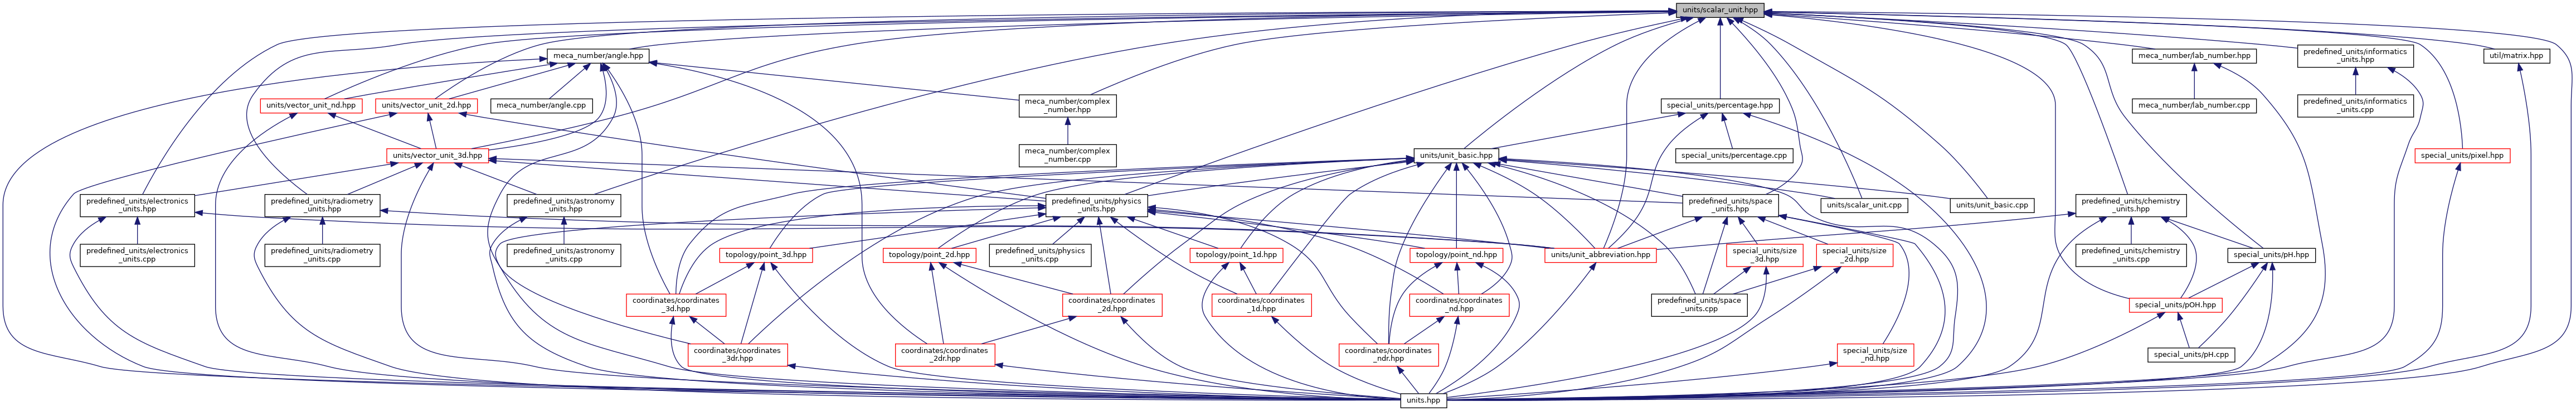 units/scalar_unit.hpp
meca_number/angle.hpp
meca_number/lab_number.hpp
predefined_units/informatics
_units.hpp
util/matrix.hpp
units/vector_unit_nd.hpp
units/vector_unit_2d.hpp
meca_number/angle.cpp
meca_number/complex
_number.hpp
special_units/percentage.hpp
meca_number/lab_number.cpp
predefined_units/informatics
_units.cpp
units/vector_unit_3d.hpp
meca_number/complex
_number.cpp
units/unit_basic.hpp
special_units/percentage.cpp
special_units/pixel.hpp
predefined_units/electronics
_units.hpp
predefined_units/radiometry
_units.hpp
predefined_units/astronomy
_units.hpp
predefined_units/physics
_units.hpp
predefined_units/space
_units.hpp
units/scalar_unit.cpp
units/unit_basic.cpp
predefined_units/chemistry
_units.hpp
predefined_units/electronics
_units.cpp
predefined_units/radiometry
_units.cpp
predefined_units/astronomy
_units.cpp
topology/point_3d.hpp
topology/point_2d.hpp
predefined_units/physics
_units.cpp
topology/point_1d.hpp
topology/point_nd.hpp
units/unit_abbreviation.hpp
special_units/size
_3d.hpp
special_units/size
_2d.hpp
predefined_units/chemistry
_units.cpp
special_units/pH.hpp
coordinates/coordinates
_3d.hpp
coordinates/coordinates
_2d.hpp
coordinates/coordinates
_1d.hpp
coordinates/coordinates
_nd.hpp
predefined_units/space
_units.cpp
special_units/pOH.hpp
coordinates/coordinates
_3dr.hpp
coordinates/coordinates
_2dr.hpp
coordinates/coordinates
_ndr.hpp
special_units/size
_nd.hpp
special_units/pH.cpp
units.hpp